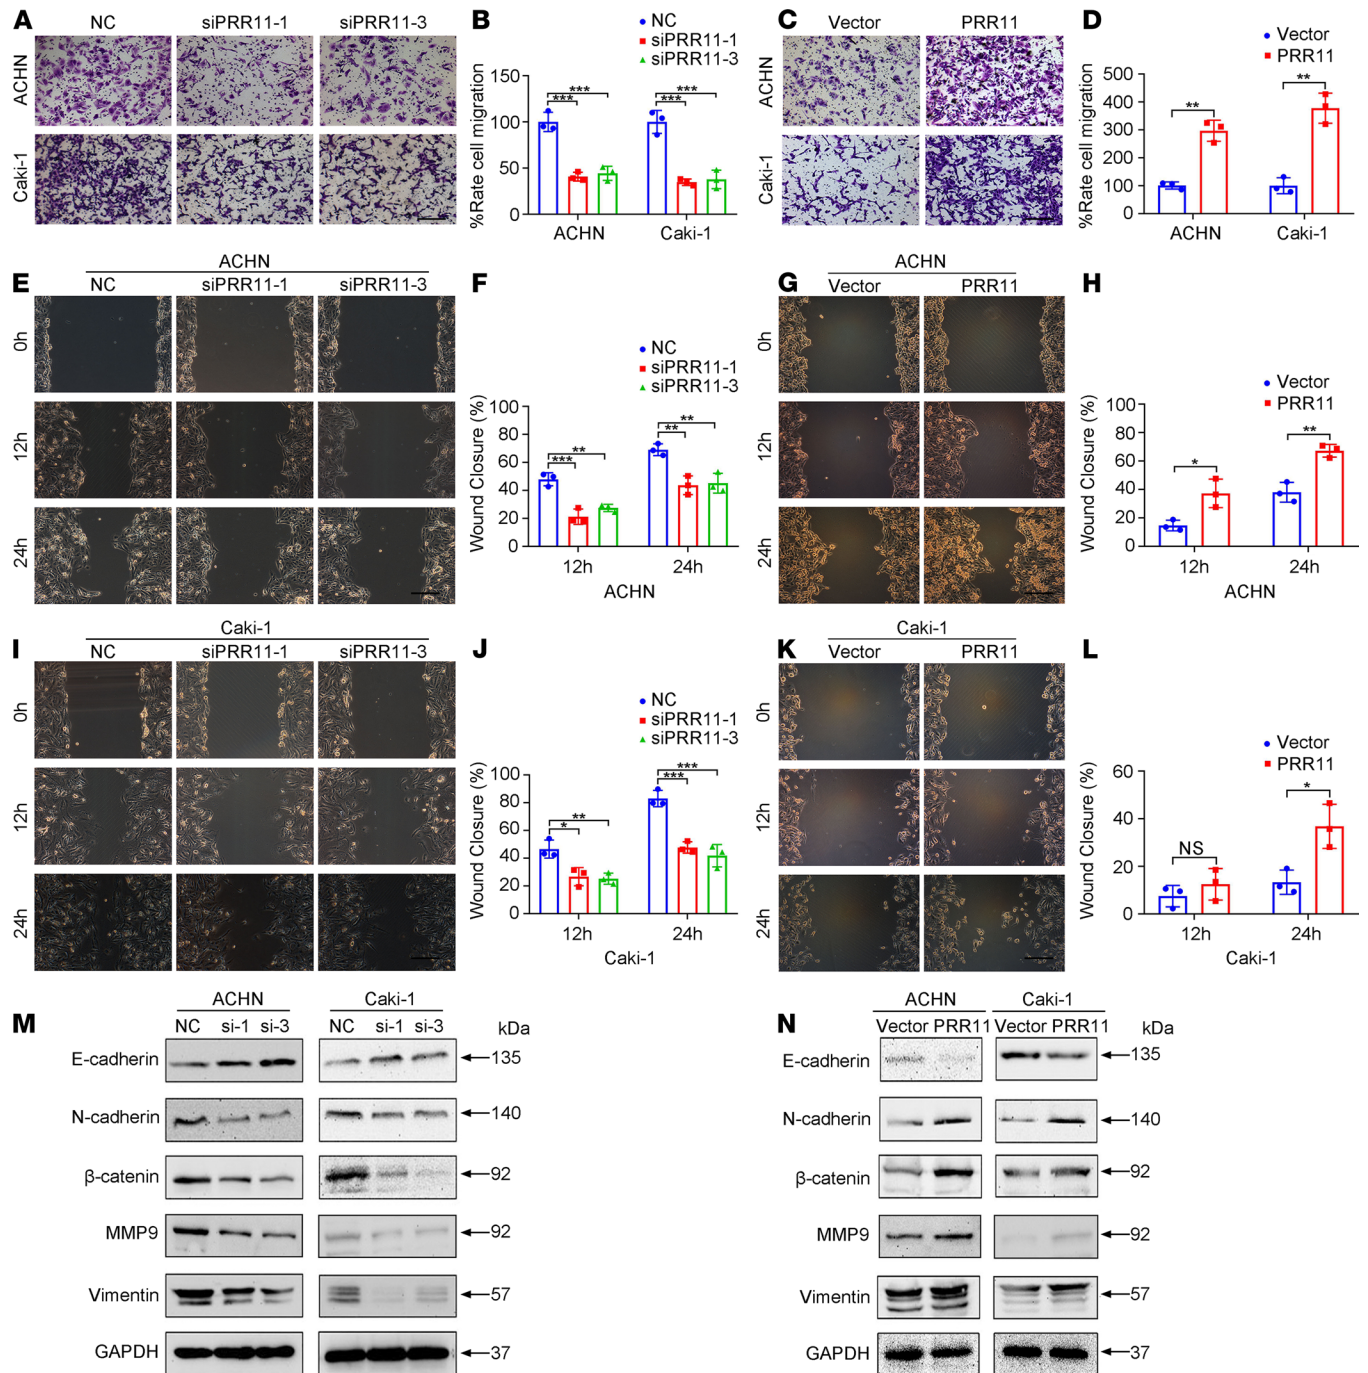 A
NC
siPRR11-1
siPRR11-3
ACHN
Caki-1
B
NC
siPRR11-1
siPRR11-3
%Rate cell migration
150
100
50
0
***
***
***
***
ACHN
Caki-1
C
Vector
PRR11
ACHN
Caki-1
D
Vector
PRR11
%Rate cell migration
500
400
300
200
100
0
**
**
ACHN
Caki-1
E
ACHN
NC
siPRR11-1
siPRR11-3
0h
12h
24h
F
NC
siPRR11-1
siPRR11-3
Wound Closure (%)
100
80
60
40
20
0
**
***
**
**
12h
24h
ACHN
G
ACHN
Vector
PRR11
0h
12h
24h
H
Vector
PRR11
Wound Closure (%)
100
80
60
40
20
0
*
**
12h
24h
ACHN
I
Caki-1
NC
siPRR11-1
siPRR11-3
0h
12h
24h
J
NC
siPRR11-1
siPRR11-3
Wound Closure (%)
100
80
60
40
20
0
**
*
***
***
12h
24h
Caki-1
K
Caki-1
Vector
PRR11
0h
12h
24h
L
Vector
PRR11
Wound Closure (%)
60
40
20
0
NS
*
12h
24h
Caki-1
M
ACHN
Caki-1
NC si-1 si-3
NC si-1 si-3
kDa
E-cadherin
135
N-cadherin
140
β-catenin
92
MMP9
92
Vimentin
57
GAPDH
37
N
ACHN
Caki-1
Vector PRR11
Vector PRR11
kDa
E-cadherin
135
N-cadherin
140
β-catenin
92
MMP9
92
Vimentin
57
GAPDH
37